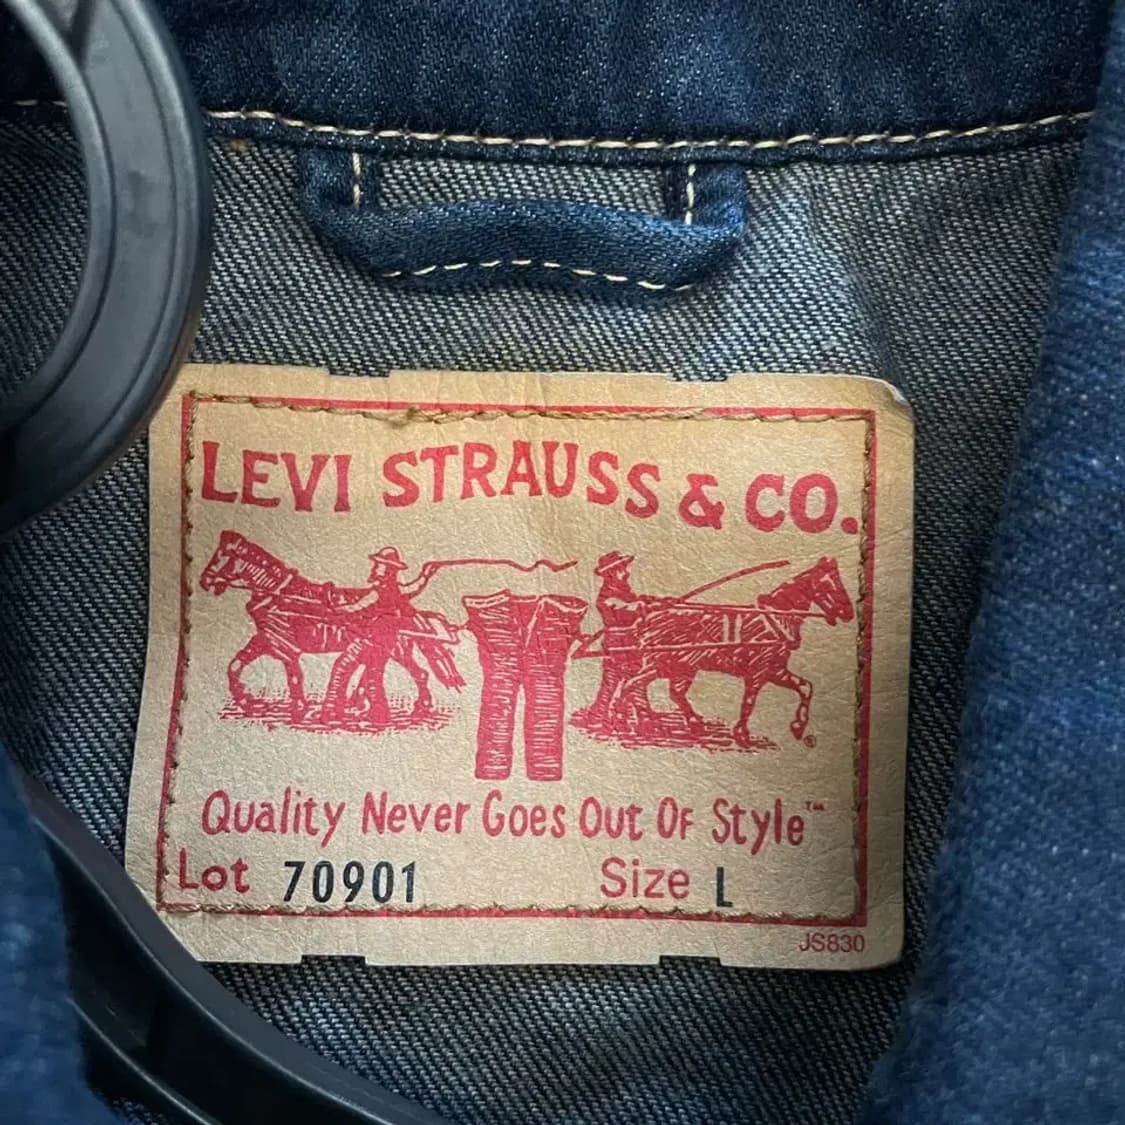 LEVI STRAUSS & CO.
®
Quality Never Goes Out Of Style™
Lot 70901 Size L
JS830